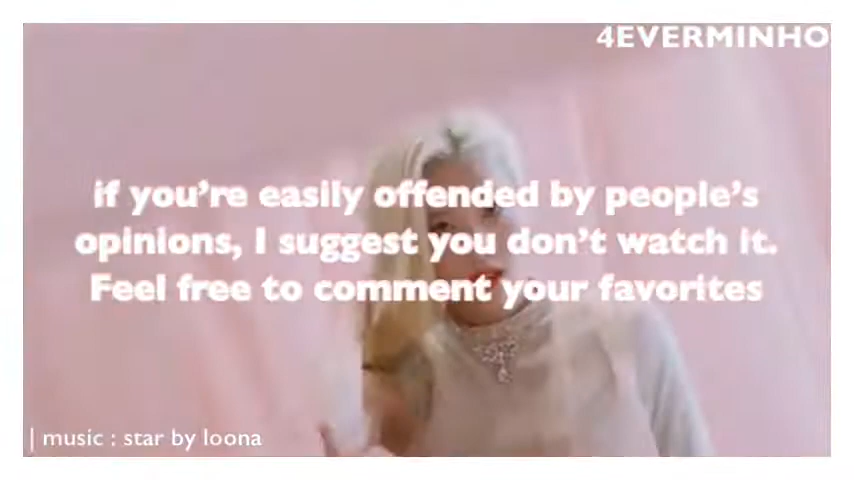 4EVERMINHO
if you're easily offended by people's
opinions, I suggest you don't watch it.
Feel free to comment your favorites
| music : star by loona